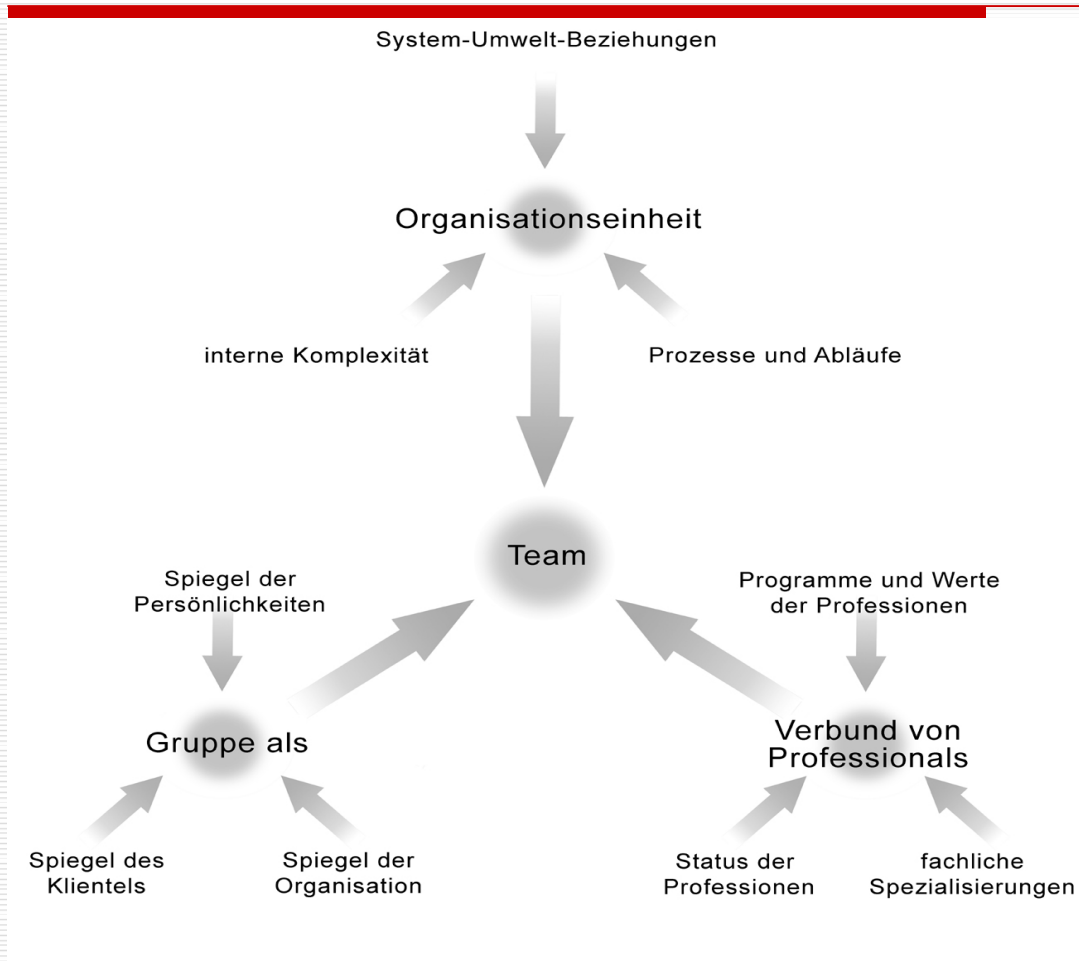 System-Umwelt-Beziehungen
Organisationseinheit
interne Komplexität
Prozesse und Abläufe
Team
Spiegel der
Persönlichkeiten
Programme und Werte
der Professionen
Gruppe als
Verbund von
Professionals
Spiegel des
Klientels
Spiegel der
Organisation
Status der
Professionen
fachliche
Spezialisierungen